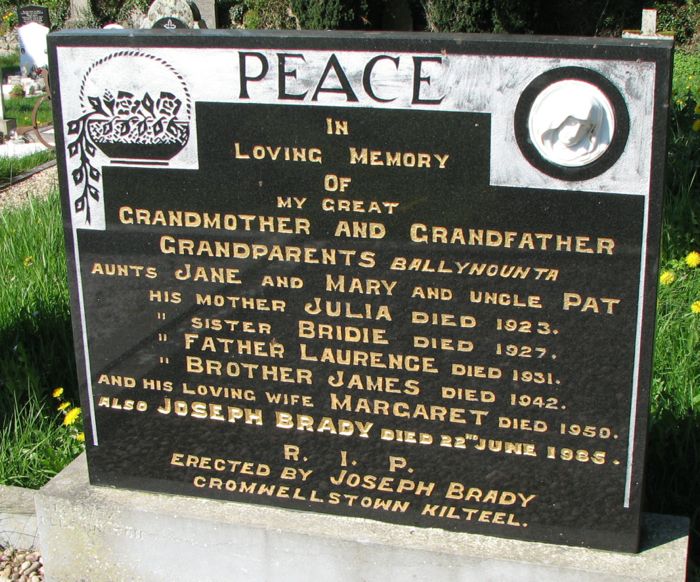 PEACE
IN
LOVING MEMORY
OF
MY GREAT
GRANDMOTHER AND GRANDFATHER
GRANDPARENTS BALLYNOUNTA
AUNTS JANE AND MARY AND UNCLE PAT
HIS MOTHER JULIA DIED 1923.
" SISTER BRIDIE DIED 1927.
" FATHER LAURENCE DIED 1931.
" BROTHER JAMES DIED 1942.
AND HIS LOVING WIFE MARGARET DIED 1950.
ALSO JOSEPH BRADY DIED 22ND JUNE 1985.
R. I. P.
ERECTED BY JOSEPH BRADY
CROMWELLSTOWN KILTEEL.